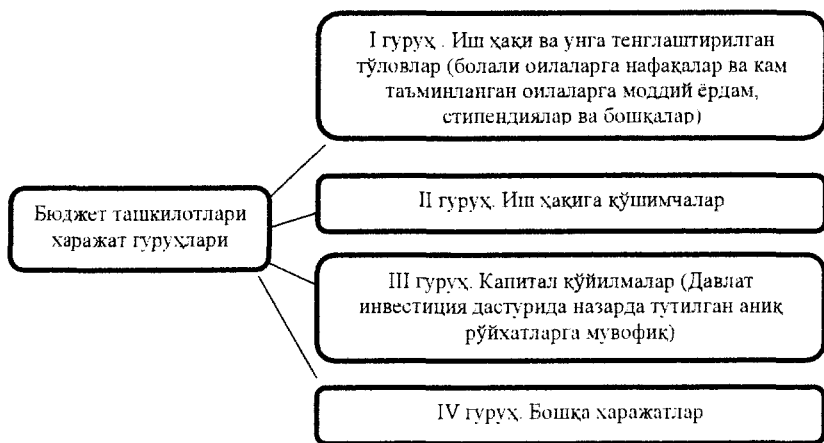 I гуруҳ . Иш ҳақи ва унга тенглаштирилган
тўловлар (болали оилаларга нафақалар ва кам
таъминланган оилаларга моддий ёрдам,
стипендиялар ва бошқалар)
Бюджет ташкилотлари
харажат гуруҳлари
II гуруҳ. Иш ҳақига қўшимчалар
III гуруҳ. Капитал қўйилмалар (Давлат
инвестиция дастурида назарда тутилган аниқ
рўйхатларга мувофиқ)
IV гуруҳ. Бошқа харажатлар